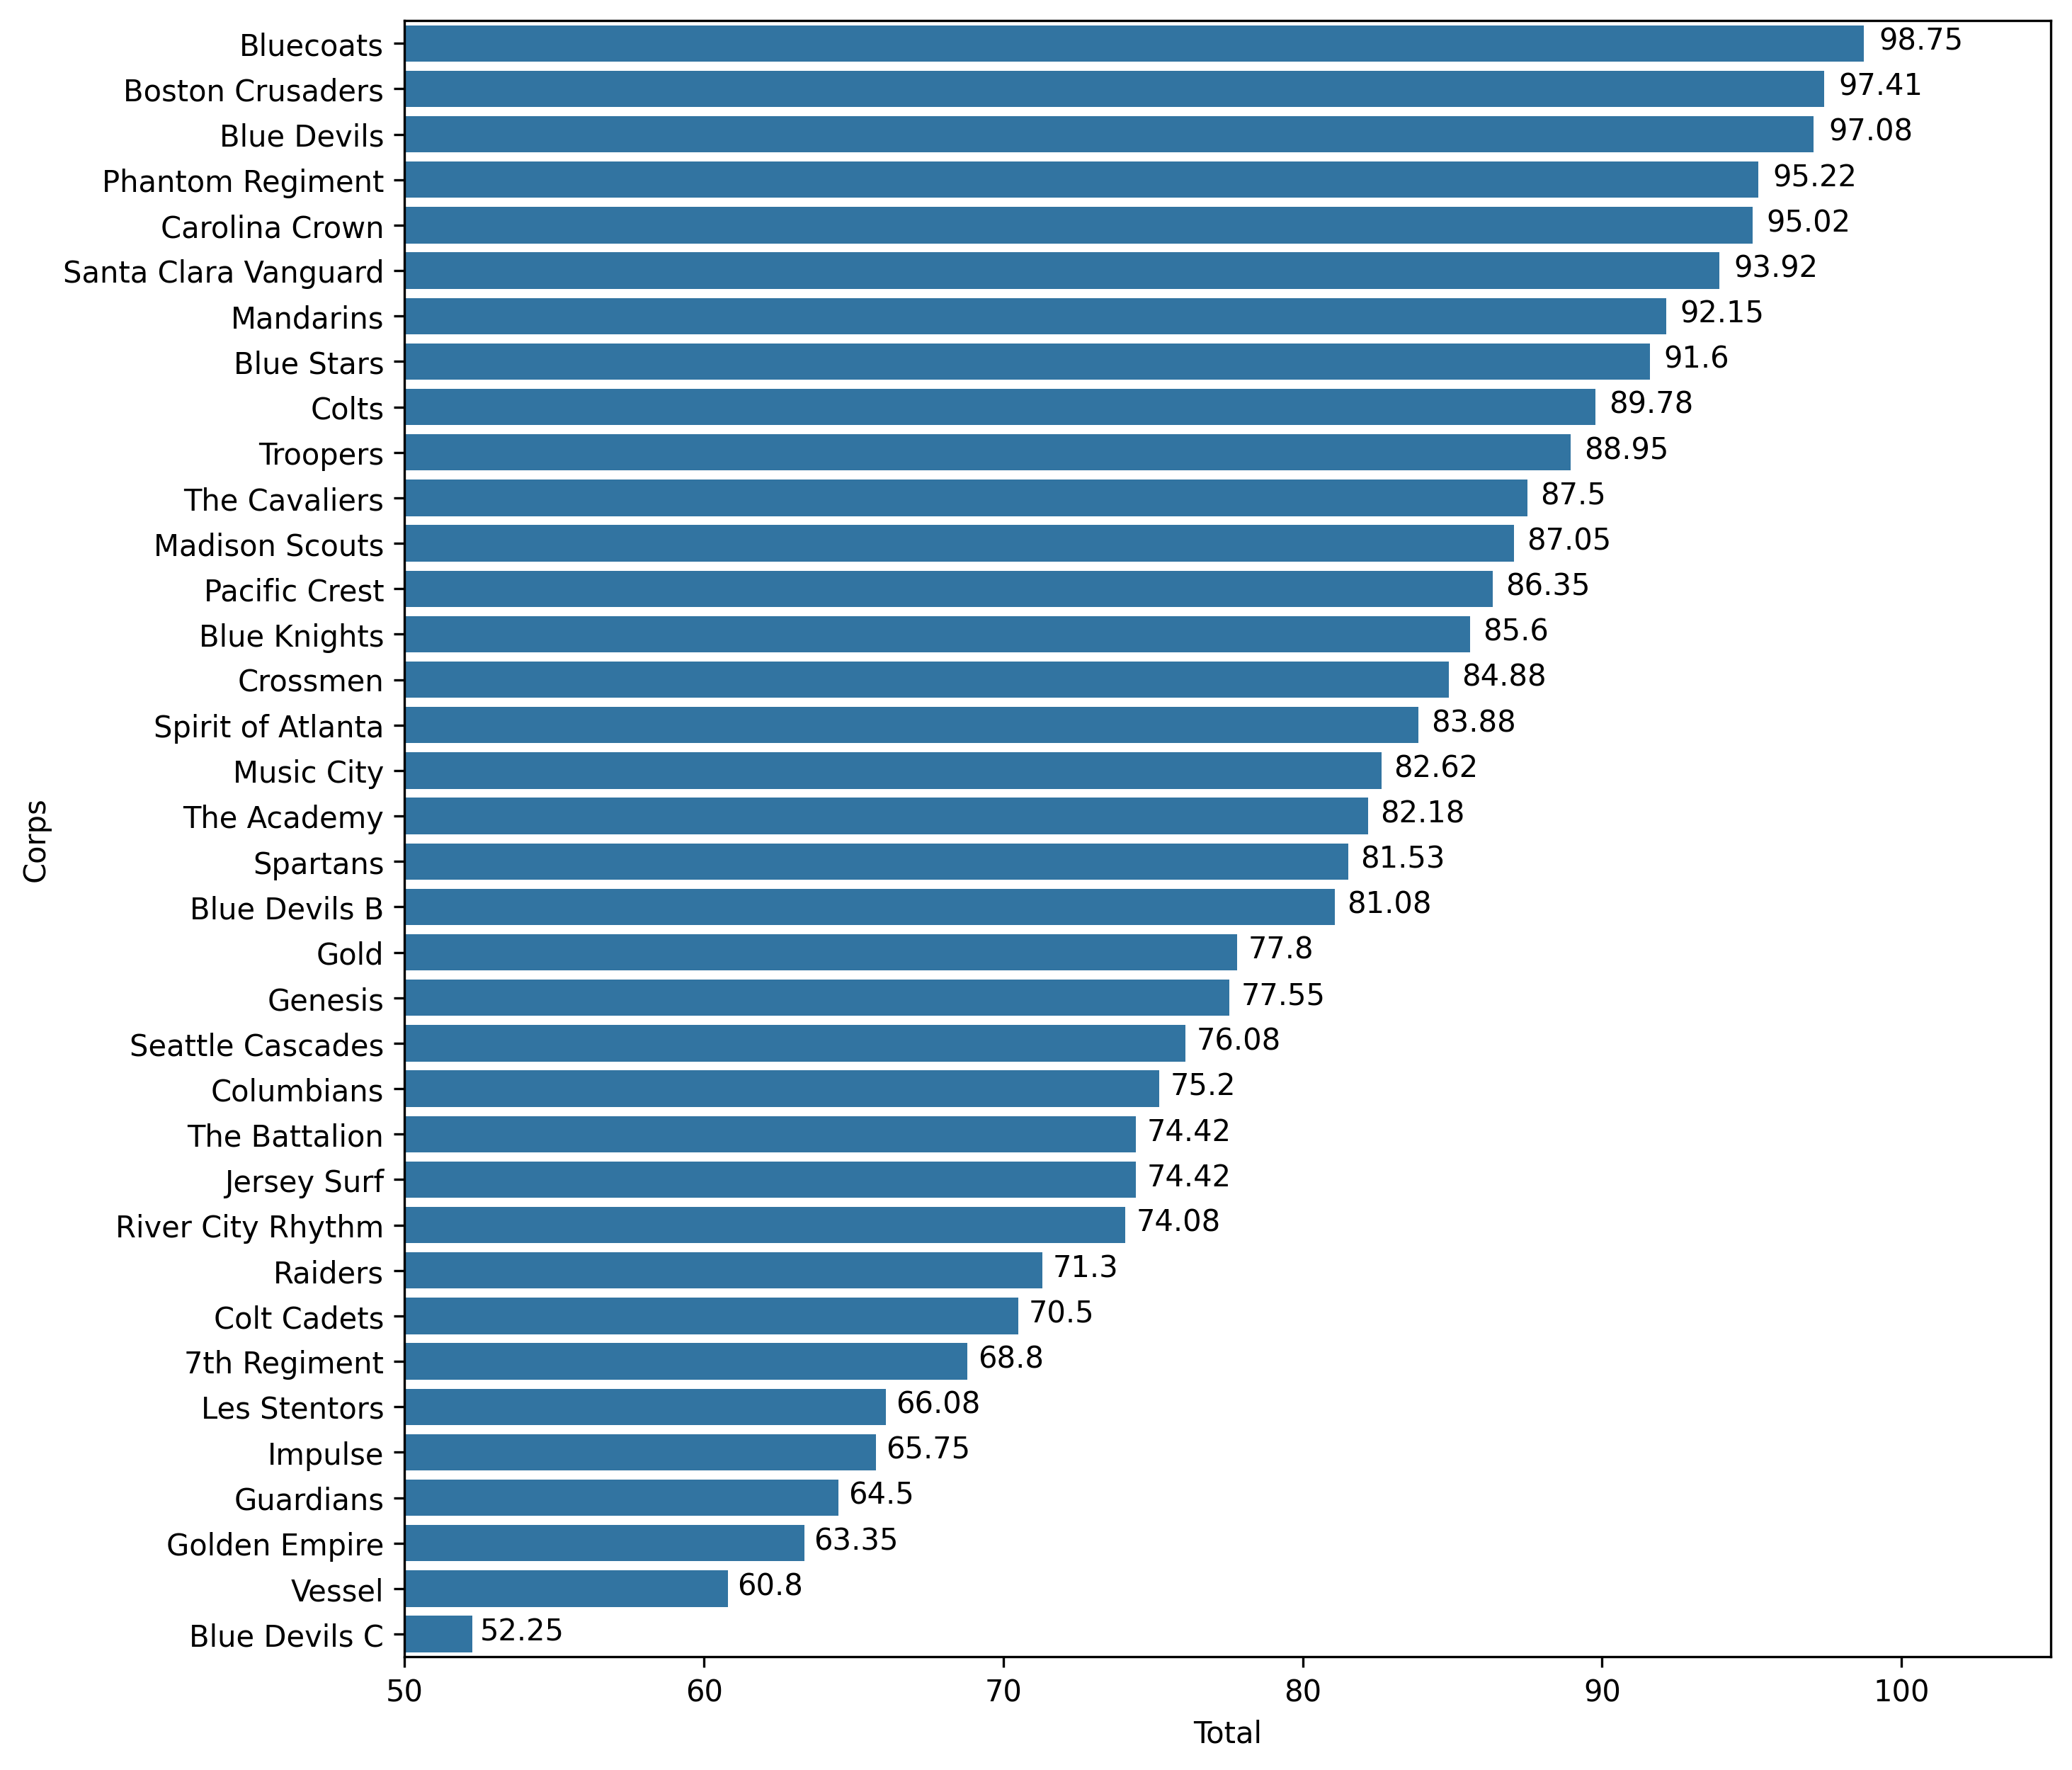 Bluecoats 98.75
Boston Crusaders 97.41
Blue Devils 97.08
Phantom Regiment 95.22
Carolina Crown 95.02
Santa Clara Vanguard 93.92
Mandarins 92.15
Blue Stars 91.6
Colts 89.78
Troopers 88.95
The Cavaliers 87.5
Madison Scouts 87.05
Pacific Crest 86.35
Blue Knights 85.6
Crossmen 84.88
Spirit of Atlanta 83.88
Music City 82.62
The Academy 82.18
Spartans 81.53
Blue Devils B 81.08
Gold 77.8
Genesis 77.55
Seattle Cascades 76.08
Columbians 75.2
The Battalion 74.42
Jersey Surf 74.42
River City Rhythm 74.08
Raiders 71.3
Colt Cadets 70.5
7th Regiment 68.8
Les Stentors 66.08
Impulse 65.75
Guardians 64.5
Golden Empire 63.35
Vessel 60.8
Blue Devils C 52.25
50 60 70 80 90 100
Total
Corps